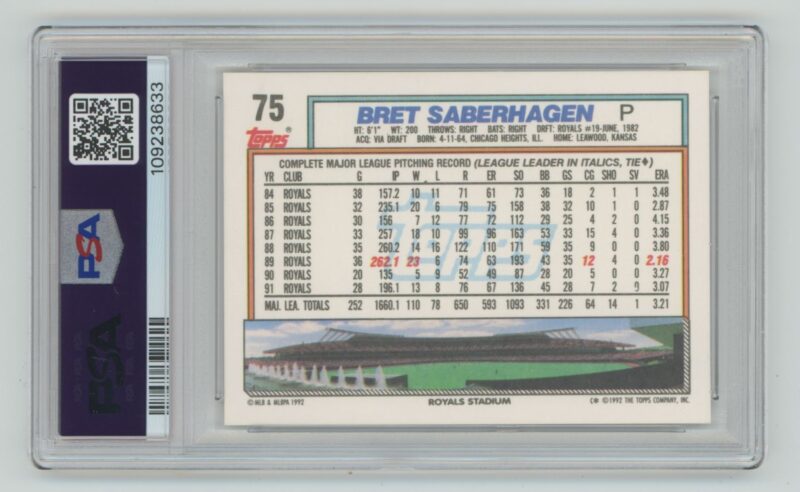 PSA
PSA
109238633
75
Topps®
BRET SABERHAGEN P
HT: 6'1" WT: 200 THROWS: RIGHT BATS: RIGHT DRFT: ROYALS #19-JUNE, 1982
ACQ: VIA DRAFT BORN: 4-11-64, CHICAGO HEIGHTS, ILL. HOME: LEAWOOD, KANSAS
COMPLETE MAJOR LEAGUE PITCHING RECORD (LEAGUE LEADER IN ITALICS, TIE♦)
YR CLUB G IP W L R ER SO BB GS CG SHO SV ERA
84 ROYALS 38 157.2 10 11 71 61 73 36 18 2 1 1 3.48
85 ROYALS 32 235.1 20 6 79 75 158 38 32 10 1 0 2.87
86 ROYALS 30 156 7 12 77 72 112 29 25 4 2 0 4.15
87 ROYALS 33 257 18 10 99 96 163 53 33 15 4 0 3.36
88 ROYALS 35 260.2 14 16 122 110 171 59 35 9 0 0 3.80
89 ROYALS 36 262.1 23 6 74 63 193 43 35 12 4 0 2.16
90 ROYALS 20 135 5 9 52 49 87 28 20 5 0 0 3.27
91 ROYALS 28 196.1 13 8 76 67 136 45 28 7 2 0 3.07
MAJ. LEA. TOTALS 252 1660.1 110 78 650 593 1093 331 226 64 14 1 3.21
© MLB & MLBPA 1992
ROYALS STADIUM
C* © 1992 THE TOPPS COMPANY, INC.